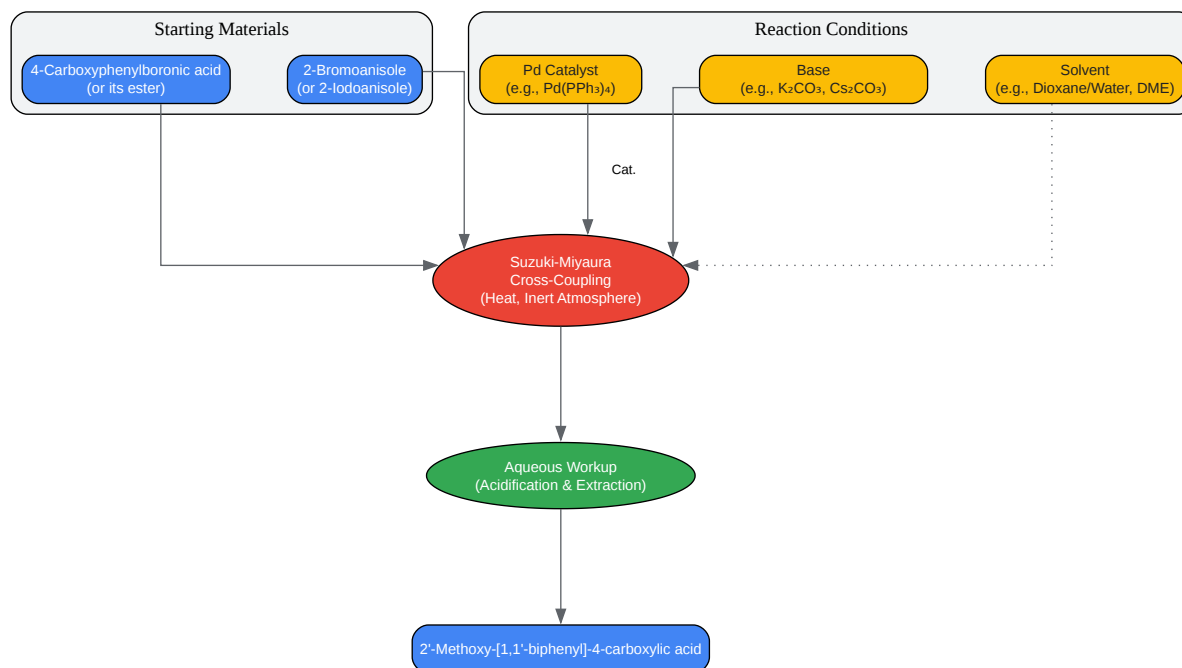 Starting Materials
Reaction Conditions
4-Carboxyphenylboronic acid
(or its ester)
2-Bromoanisole
(or 2-Iodoanisole)
Pd Catalyst
(e.g., Pd(PPh₃)₄)
Base
(e.g., K₂CO₃, Cs₂CO₃)
Solvent
(e.g., Dioxane/Water, DME)
Cat.
Suzuki-Miyaura
Cross-Coupling
(Heat, Inert Atmosphere)
Aqueous Workup
(Acidification & Extraction)
2'-Methoxy-[1,1'-biphenyl]-4-carboxylic acid